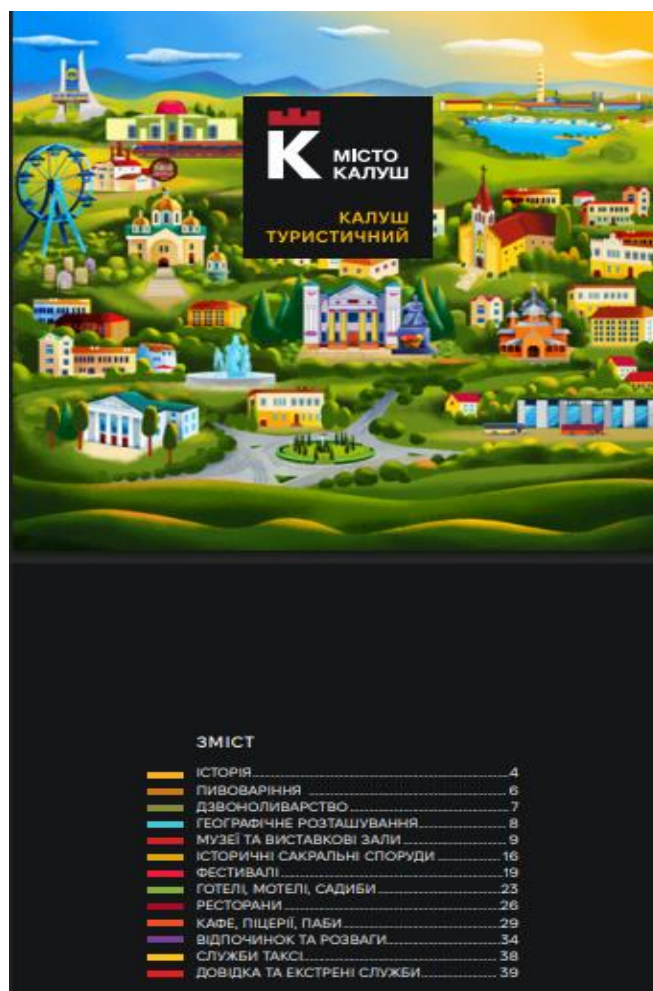 К МІСТО
КАЛУШ
КАЛУШ
ТУРИСТИЧНИЙ
ЗМІСТ
ІСТОРІЯ 4
ПИВОВАРІННЯ 6
ДЗВОНОЛИВАРСТВО 7
ГЕОГРАФІЧНЕ РОЗТАШУВАННЯ 8
МУЗЕЇ ТА ВИСТАВКОВІ ЗАЛИ 9
ІСТОРИЧНІ САКРАЛЬНІ СПОРУДИ 16
ФЕСТИВАЛІ 19
ГОТЕЛІ, МОТЕЛІ, САДИБИ 23
РЕСТОРАНИ 26
КАФЕ, ПІЦЕРІЇ, ПАБИ 29
ВІДПОЧИНОК ТА РОЗВАГИ 34
СЛУЖБИ ТАКСІ 38
ДОВІДКА ТА ЕКСТРЕНІ СЛУЖБИ 39